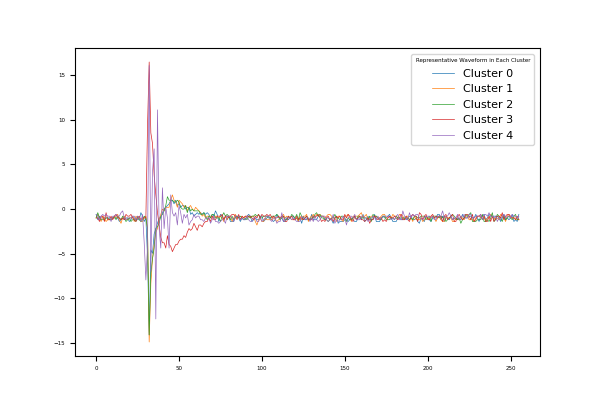 Representative Waveform in Each Cluster
Cluster 0
Cluster 1
Cluster 2
Cluster 3
Cluster 4
15
10
5
0
−5
−10
−15
0 50 100 150 200 250